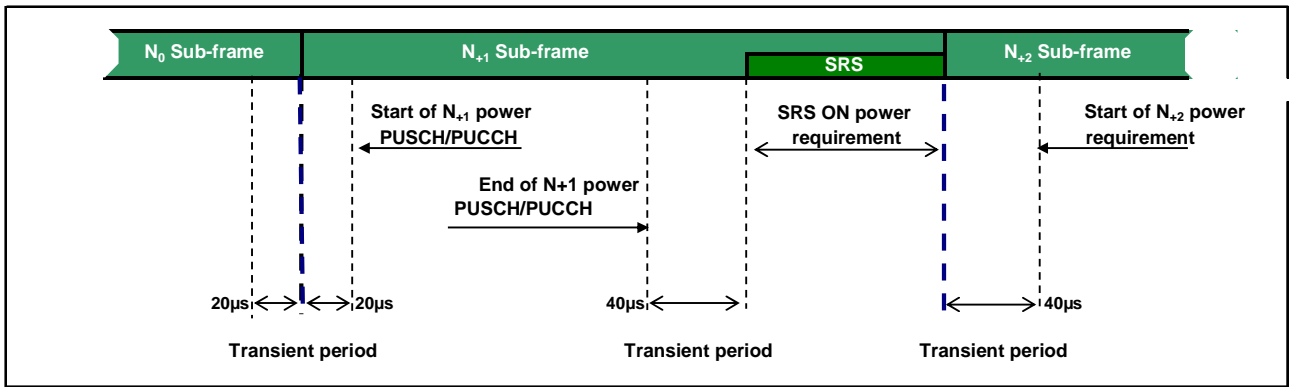 N₀ Sub-frame
N₊₁ Sub-frame
SRS
N₊₂ Sub-frame
Start of N₊₁ power
PUSCH/PUCCH
SRS ON power
requirement
Start of N₊₂ power
requirement
End of N+1 power
PUSCH/PUCCH
20µs
20µs
40µs
40µs
Transient period
Transient period
Transient period